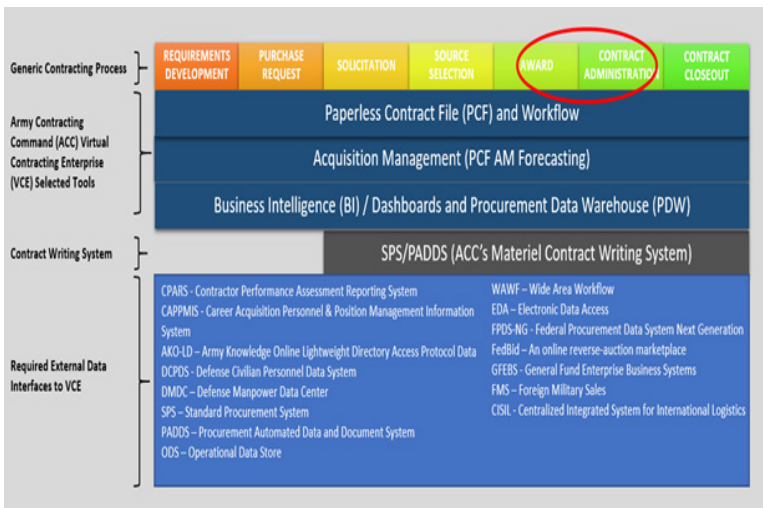 Generic Contracting Process
REQUIREMENTS
DEVELOPMENT
PURCHASE
REQUEST
SOLICITATION
SOURCE
SELECTION
AWARD
CONTRACT
ADMINISTRATION
CONTRACT
CLOSEOUT
Army Contracting
Command (ACC) Virtual
Contracting Enterprise
(VCE) Selected Tools
Paperless Contract File (PCF) and Workflow
Acquisition Management (PCF AM Forecasting)
Business Intelligence (BI) / Dashboards and Procurement Data Warehouse (PDW)
Contract Writing System
SPS/PADDS (ACC's Materiel Contract Writing System)
Required External Data
Interfaces to VCE
CPARS - Contractor Performance Assessment Reporting System
CAPPMIS - Career Acquisition Personnel & Position Management Information
System
AKO-LD – Army Knowledge Online Lightweight Directory Access Protocol Data
DCPDS – Defense Civilian Personnel Data System
DMDC – Defense Manpower Data Center
SPS – Standard Procurement System
PADDS – Procurement Automated Data and Document System
ODS – Operational Data Store
WAWF – Wide Area Workflow
EDA – Electronic Data Access
FPDS-NG - Federal Procurement Data System Next Generation
FedBid – An online reverse-auction marketplace
GFEBS – General Fund Enterprise Business Systems
FMS – Foreign Military Sales
CISIL - Centralized Integrated System for International Logistics